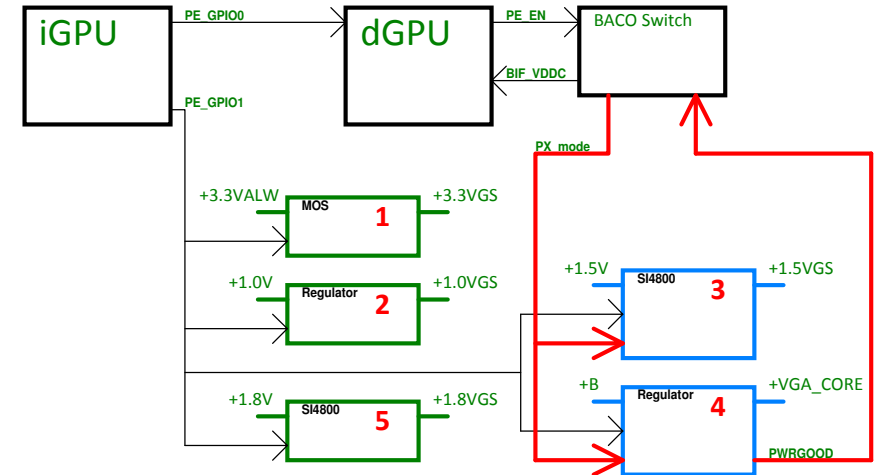 iGPU
PE_GPIO0
dGPU
PE_EN
BACO Switch
BIF_VDDC
PE_GPIO1
PX_mode
+3.3VALW
MOS
1
+3.3VGS
+1.0V
Regulator
2
+1.0VGS
+1.5V
SI4800
3
+1.5VGS
+1.8V
SI4800
5
+1.8VGS
+B
Regulator
4
+VGA_CORE
PWRGOOD